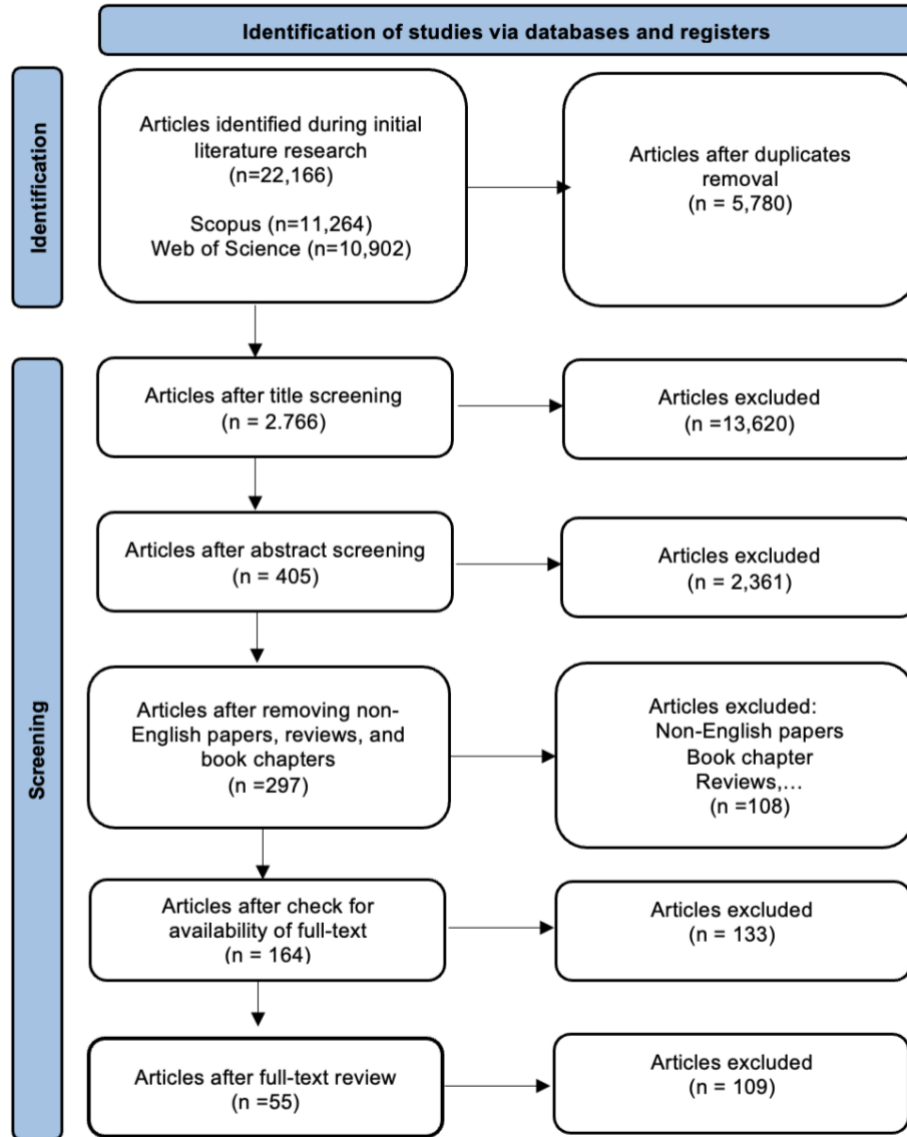 Identification of studies via databases and registers
Identification
Articles identified during initial
literature research
(n=22,166)
Scopus (n=11,264)
Web of Science (n=10,902)
Articles after duplicates
removal
(n = 5,780)
Screening
Articles after title screening
(n = 2.766)
Articles excluded
(n =13,620)
Articles after abstract screening
(n = 405)
Articles excluded
(n = 2,361)
Articles after removing non-
English papers, reviews, and
book chapters
(n =297)
Articles excluded:
Non-English papers
Book chapter
Reviews,…
(n =108)
Articles after check for
availability of full-text
(n = 164)
Articles excluded
(n = 133)
Articles after full-text review
(n =55)
Articles excluded
(n = 109)